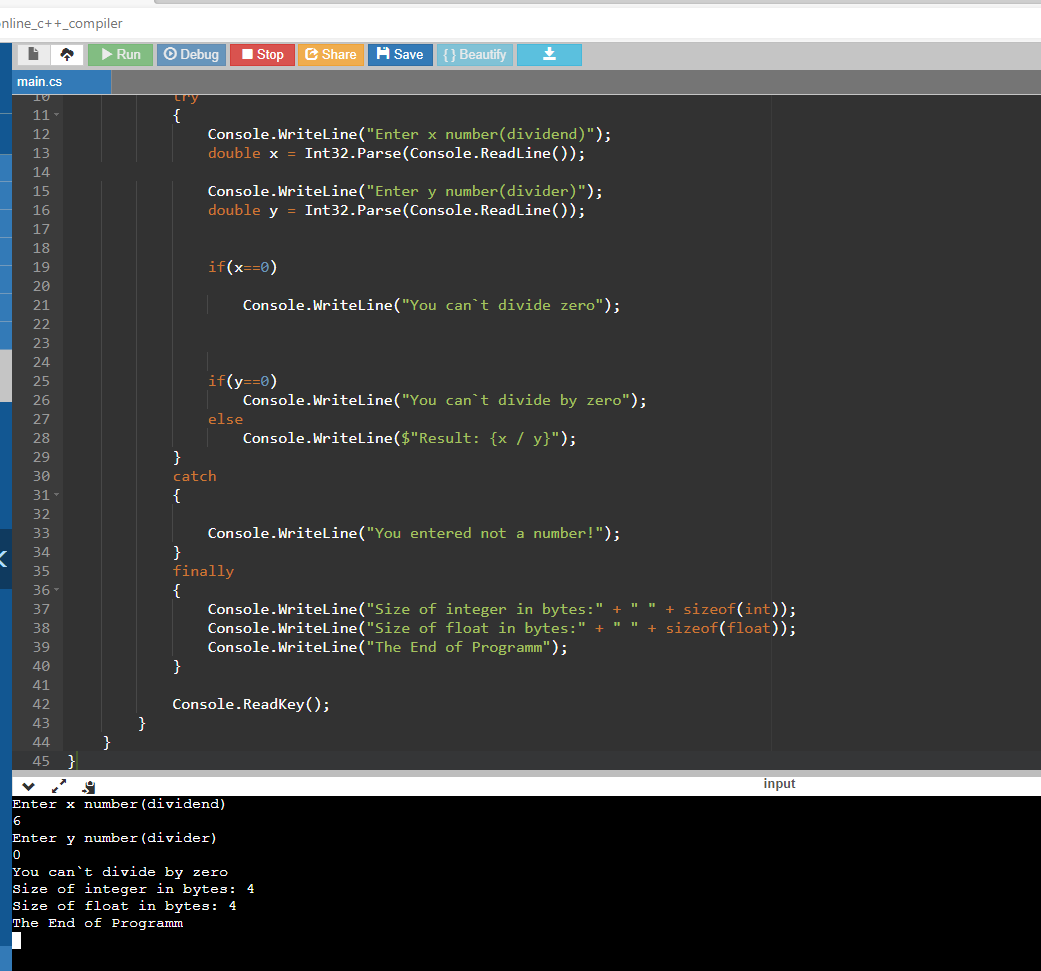 nline_c++_compiler
Run Debug Stop Share Save { } Beautify
main.cs
10 try
11 {
12 Console.WriteLine("Enter x number(dividend)");
13 double x = Int32.Parse(Console.ReadLine());
14
15 Console.WriteLine("Enter y number(divider)");
16 double y = Int32.Parse(Console.ReadLine());
17
18
19 if(x==0)
20
21 Console.WriteLine("You can`t divide zero");
22
23
24
25 if(y==0)
26 Console.WriteLine("You can`t divide by zero");
27 else
28 Console.WriteLine($"Result: {x / y}");
29 }
30 catch
31 {
32
33 Console.WriteLine("You entered not a number!");
34 }
35 finally
36 {
37 Console.WriteLine("Size of integer in bytes:" + " " + sizeof(int));
38 Console.WriteLine("Size of float in bytes:" + " " + sizeof(float));
39 Console.WriteLine("The End of Programm");
40 }
41
42 Console.ReadKey();
43 }
44 }
45 }
input
Enter x number(dividend)
6
Enter y number(divider)
0
You can`t divide by zero
Size of integer in bytes: 4
Size of float in bytes: 4
The End of Programm